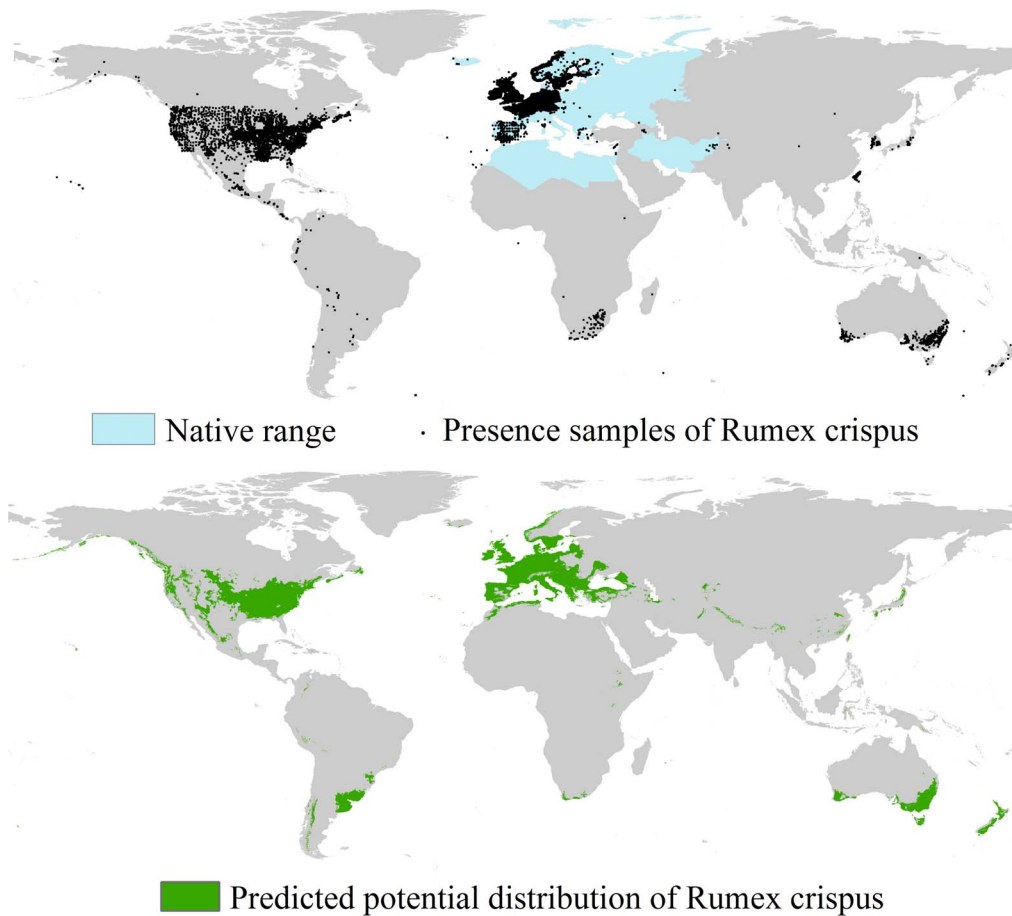 Native range
Presence samples of Rumex crispus
Predicted potential distribution of Rumex crispus